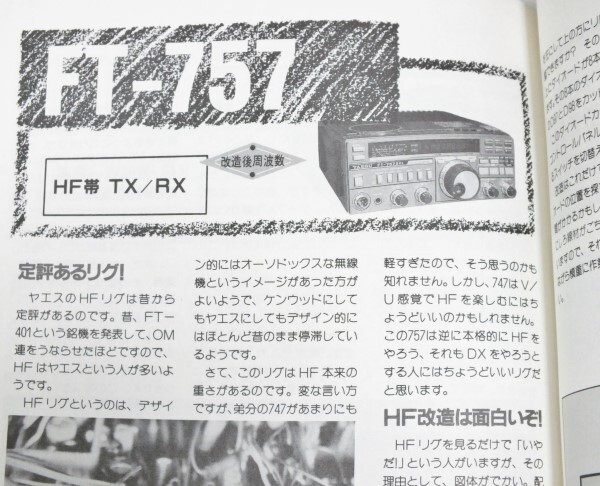 FT-757
改造後周波数
HF帯 TX/RX
定評あるリグ!
ヤエスのHFリグは昔から
定評があるのです。昔、FT-
401という銘機を発表して、OM
連をうならせたほどですので、
HFはヤエスという人が多いよ
うです。
HFリグというのは、デザイ
ン的にはオーソドックスな無線
機というイメージがあった方が
よいようで、ケンウッドにして
もヤエスにしてもデザイン的に
はほとんど昔のまま停滞してい
るようです。
さて、このリグはHF本来の
重さがあるのです。変な言い方
ですが、弟分の747があまりにも
軽すぎたので、そう思うのかも
知れません。しかし、747はV/
U感覚でHFを楽しむにはち
ょうどいいのかもしれません。
この757は逆に本格的にHFを
やろう、それもDXをやろうと
する人にはちょうどいいリグだ
と思います。
HF改造は面白いぞ!
HFリグを見るだけで「いや
だ!」という人がいますが、その
理由として、図体がでかい。配